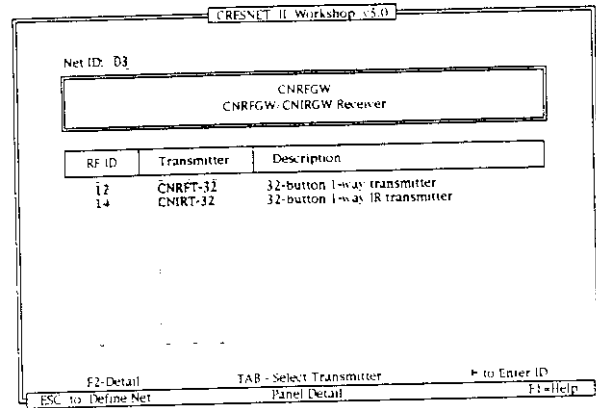 CRESNET II Workshop v3.0
Net ID: D3
CNRFGW
CNRFGW/CNIRGW Receiver
RF ID Transmitter Description
12 CNRFT-32 32-button 1-way transmitter
14 CNIRT-32 32-button 1-way IR transmitter
F2-Detail TAB - Select Transmitter to Enter ID
ESC to Define Net Panel Detail F1=Help